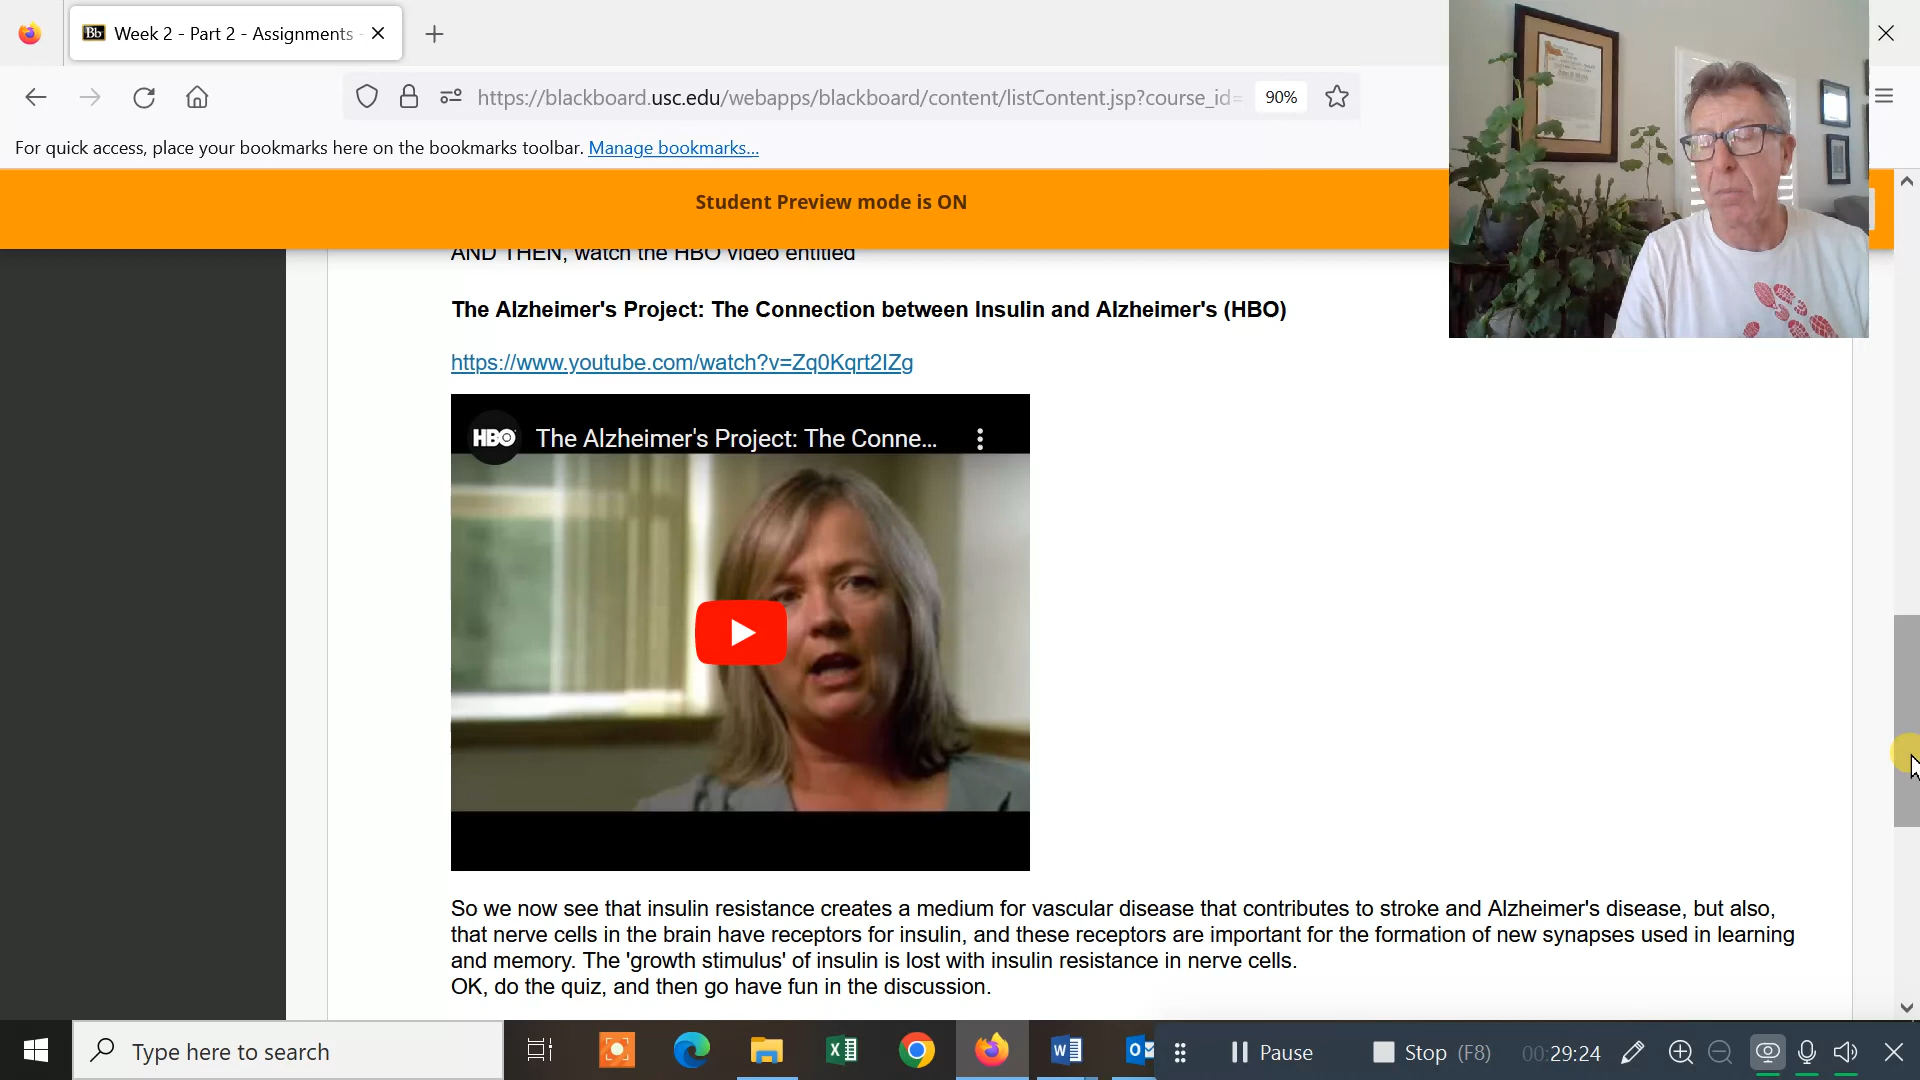 Bb Week 2 - Part 2 - Assignments
https://blackboard.usc.edu/webapps/blackboard/content/listContent.jsp?course_id=
90%
For quick access, place your bookmarks here on the bookmarks toolbar. Manage bookmarks...
Student Preview mode is ON
AND THEN, watch the HBO video entitled
The Alzheimer's Project: The Connection between Insulin and Alzheimer's (HBO)
https://www.youtube.com/watch?v=Zq0Kqrt2IZg
HBO The Alzheimer's Project: The Conne...
So we now see that insulin resistance creates a medium for vascular disease that contributes to stroke and Alzheimer's disease, but also,
that nerve cells in the brain have receptors for insulin, and these receptors are important for the formation of new synapses used in learning
and memory. The 'growth stimulus' of insulin is lost with insulin resistance in nerve cells.
OK, do the quiz, and then go have fun in the discussion.
Type here to search
Pause
Stop (F8)
00:29:24